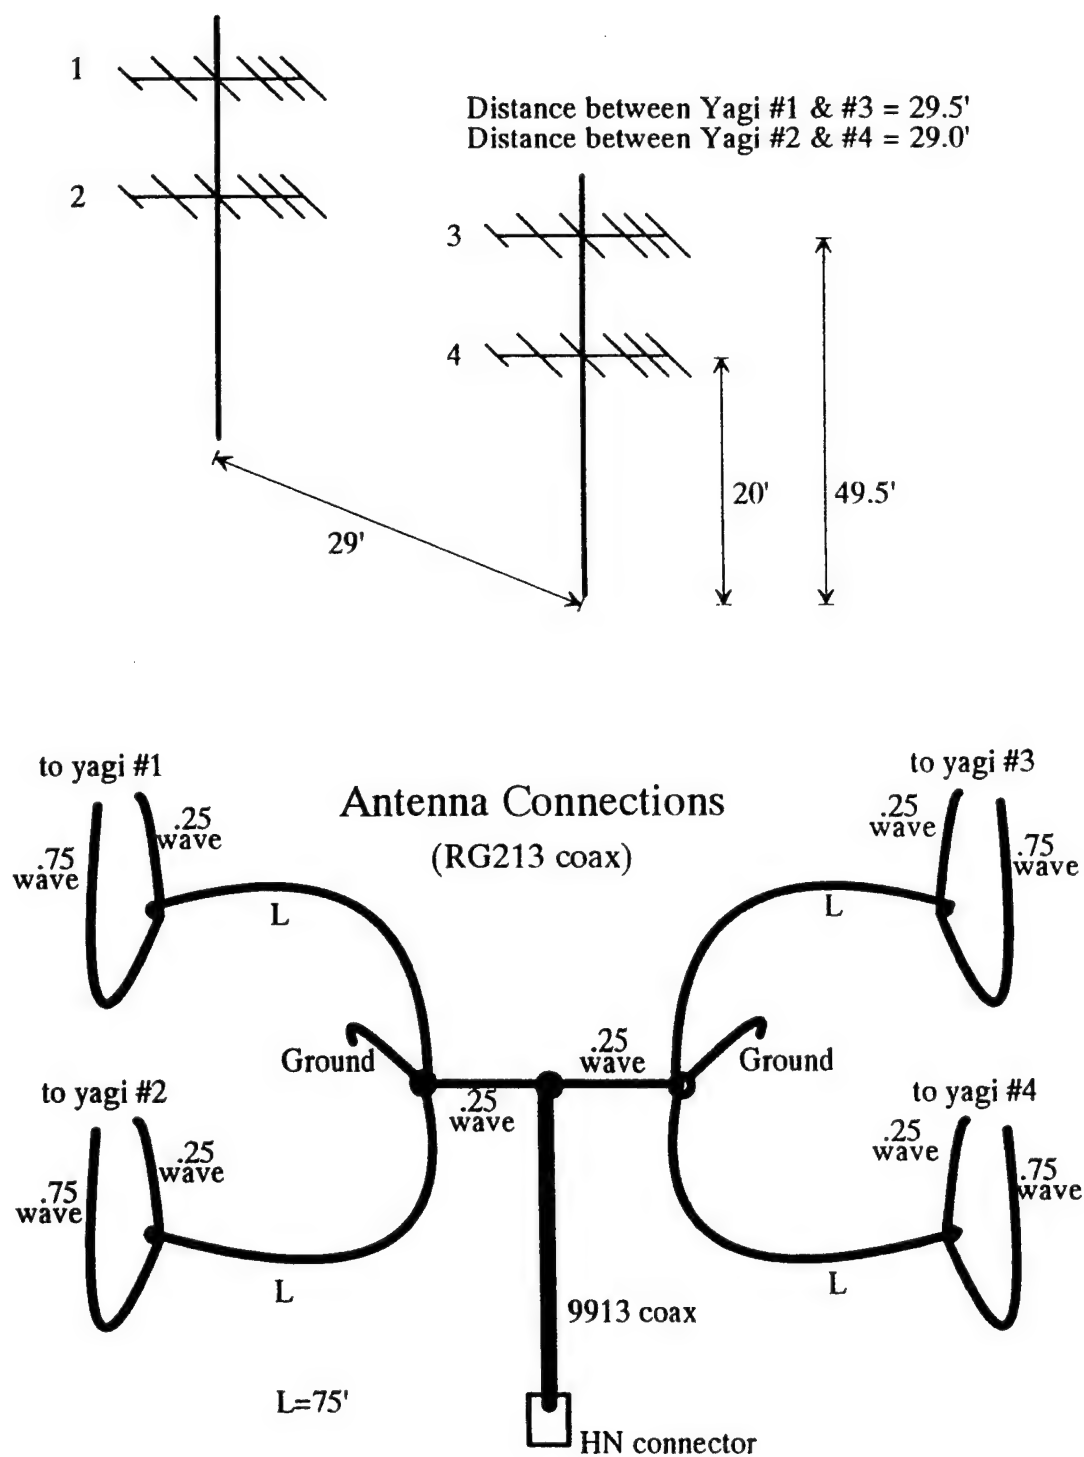 1
Distance between Yagi #1 & #3 = 29.5'
Distance between Yagi #2 & #4 = 29.0'
2
3
4
20'
49.5'
29'
to yagi #1
to yagi #3
Antenna Connections
(RG213 coax)
.25
wave
.75
wave
.25
wave
.75
wave
L
L
Ground
.25
wave
Ground
.25
wave
to yagi #2
to yagi #4
.25
wave
.75
wave
.25
wave
.75
wave
L
L
9913 coax
L=75'
HN connector